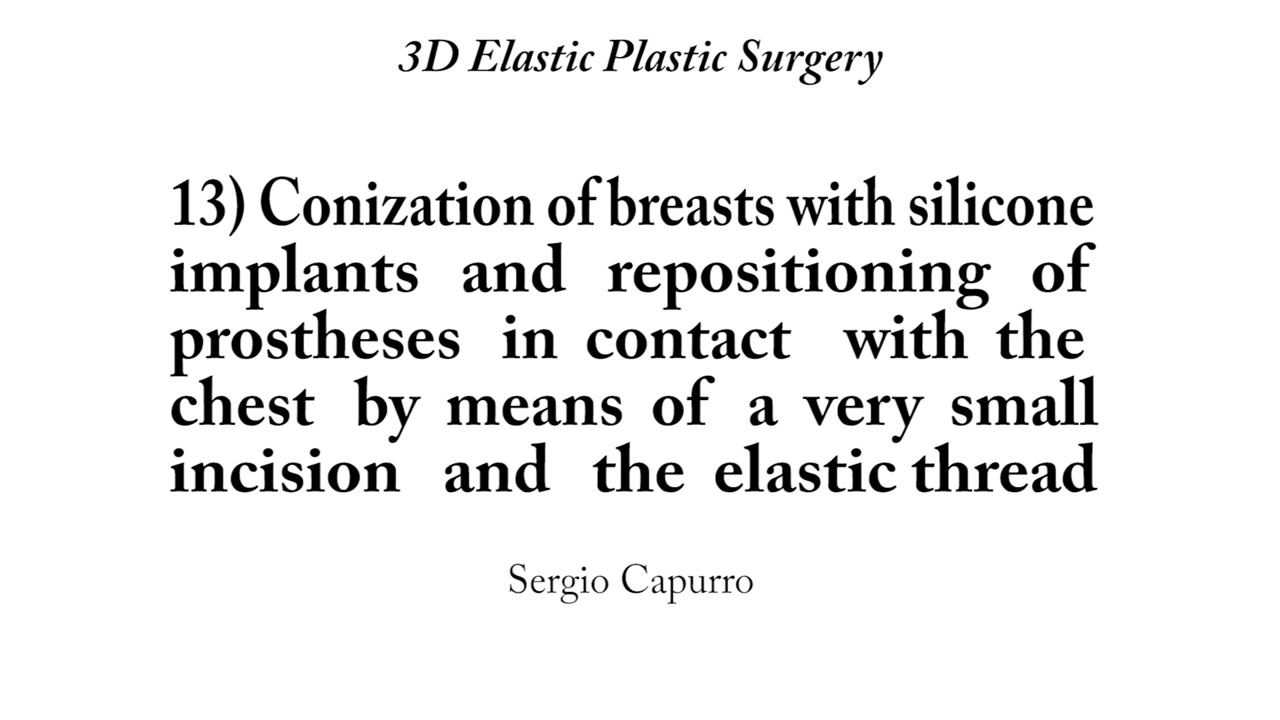 3D Elastic Plastic Surgery
13) Conization of breasts with silicone
implants and repositioning of
prostheses in contact with the
chest by means of a very small
incision and the elastic thread
Sergio Capurro